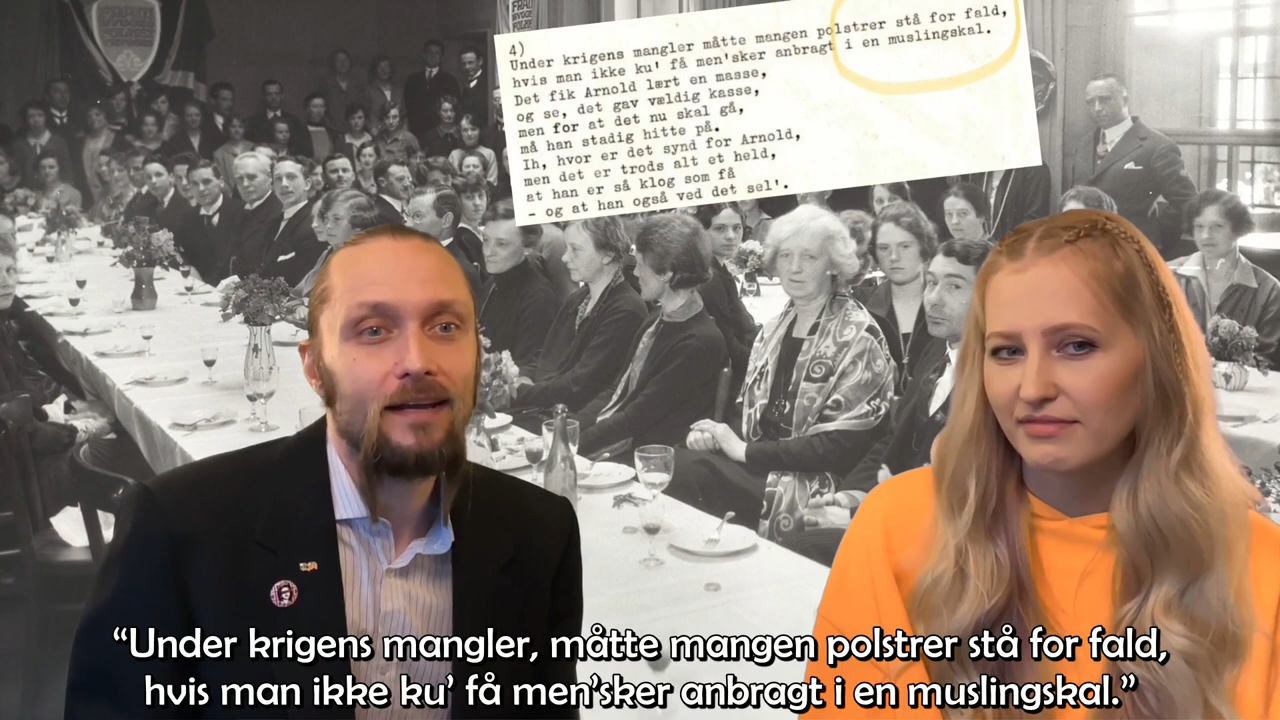 4)
Under krigens mangler måtte mangen polstrer stå for fald,
hvis man ikke ku' få men'sker anbragt i en muslingskal.
Det fik Arnold lært en masse,
og se, det gav vældig kasse,
men for at det nu skal gå,
må han stadig hitte på.
Ih, hvor er det synd for Arnold,
men det er trods alt et held,
at han er så klog som få
- og at han også ved det sel'.
“Under krigens mangler, måtte mangen polstrer stå for fald,
hvis man ikke ku’ få men’sker anbragt i en muslingskal.”